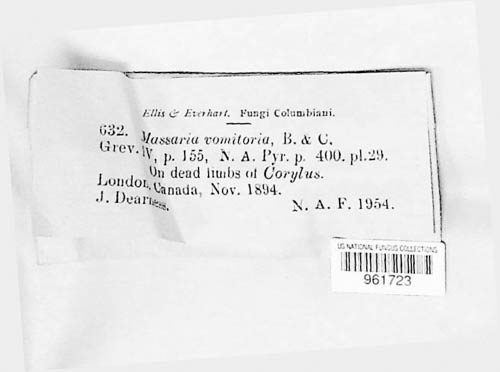 Ellis & Everhart. Fungi Columbiani.
632. Massaria vomitoria, B. & C.
Grev. IV, p. 155, N. A. Pyr. p. 400. pl.29.
On dead limbs of Corylus.
London, Canada, Nov. 1894.
J. Dearness. N. A. F. 1954.
US NATIONAL FUNGUS COLLECTIONS
961723